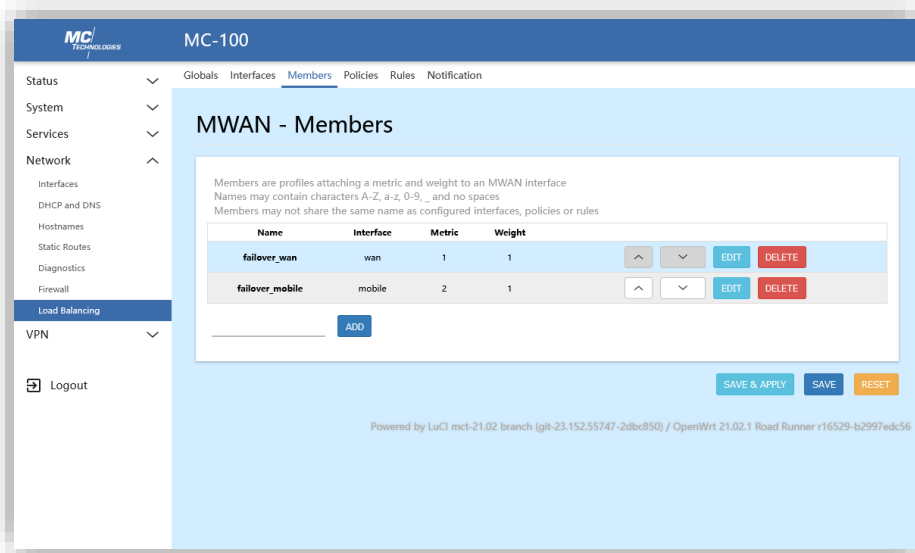 MC TECHNOLOGIES
MC-100
Status
System
Services
Network
Interfaces
DHCP and DNS
Hostnames
Static Routes
Diagnostics
Firewall
Load Balancing
VPN
Logout
Globals Interfaces Members Policies Rules Notification
MWAN - Members
Members are profiles attaching a metric and weight to an MWAN interface
Names may contain characters A-Z, a-z, 0-9, _ and no spaces
Members may not share the same name as configured interfaces, policies or rules
Name Interface Metric Weight
failover_wan wan 1 1 EDIT DELETE
failover_mobile mobile 2 1 EDIT DELETE
ADD
SAVE & APPLY SAVE RESET
Powered by LuCI mct-21.02 branch (git-23.152.55747-2dbc850) / OpenWrt 21.02.1 Road Runner r16529-b2997edc56